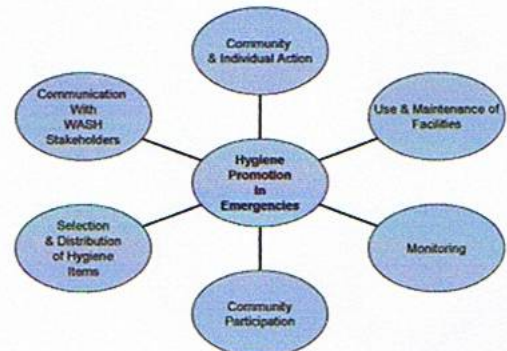 Community
& Individual Action
Communication
With
WASH
Stakeholders
Use & Maintenance of
Facilities
Hygiene
Promotion
in
Emergencies
Selection
& Distribution
of Hygiene
Items
Monitoring
Community
Participation